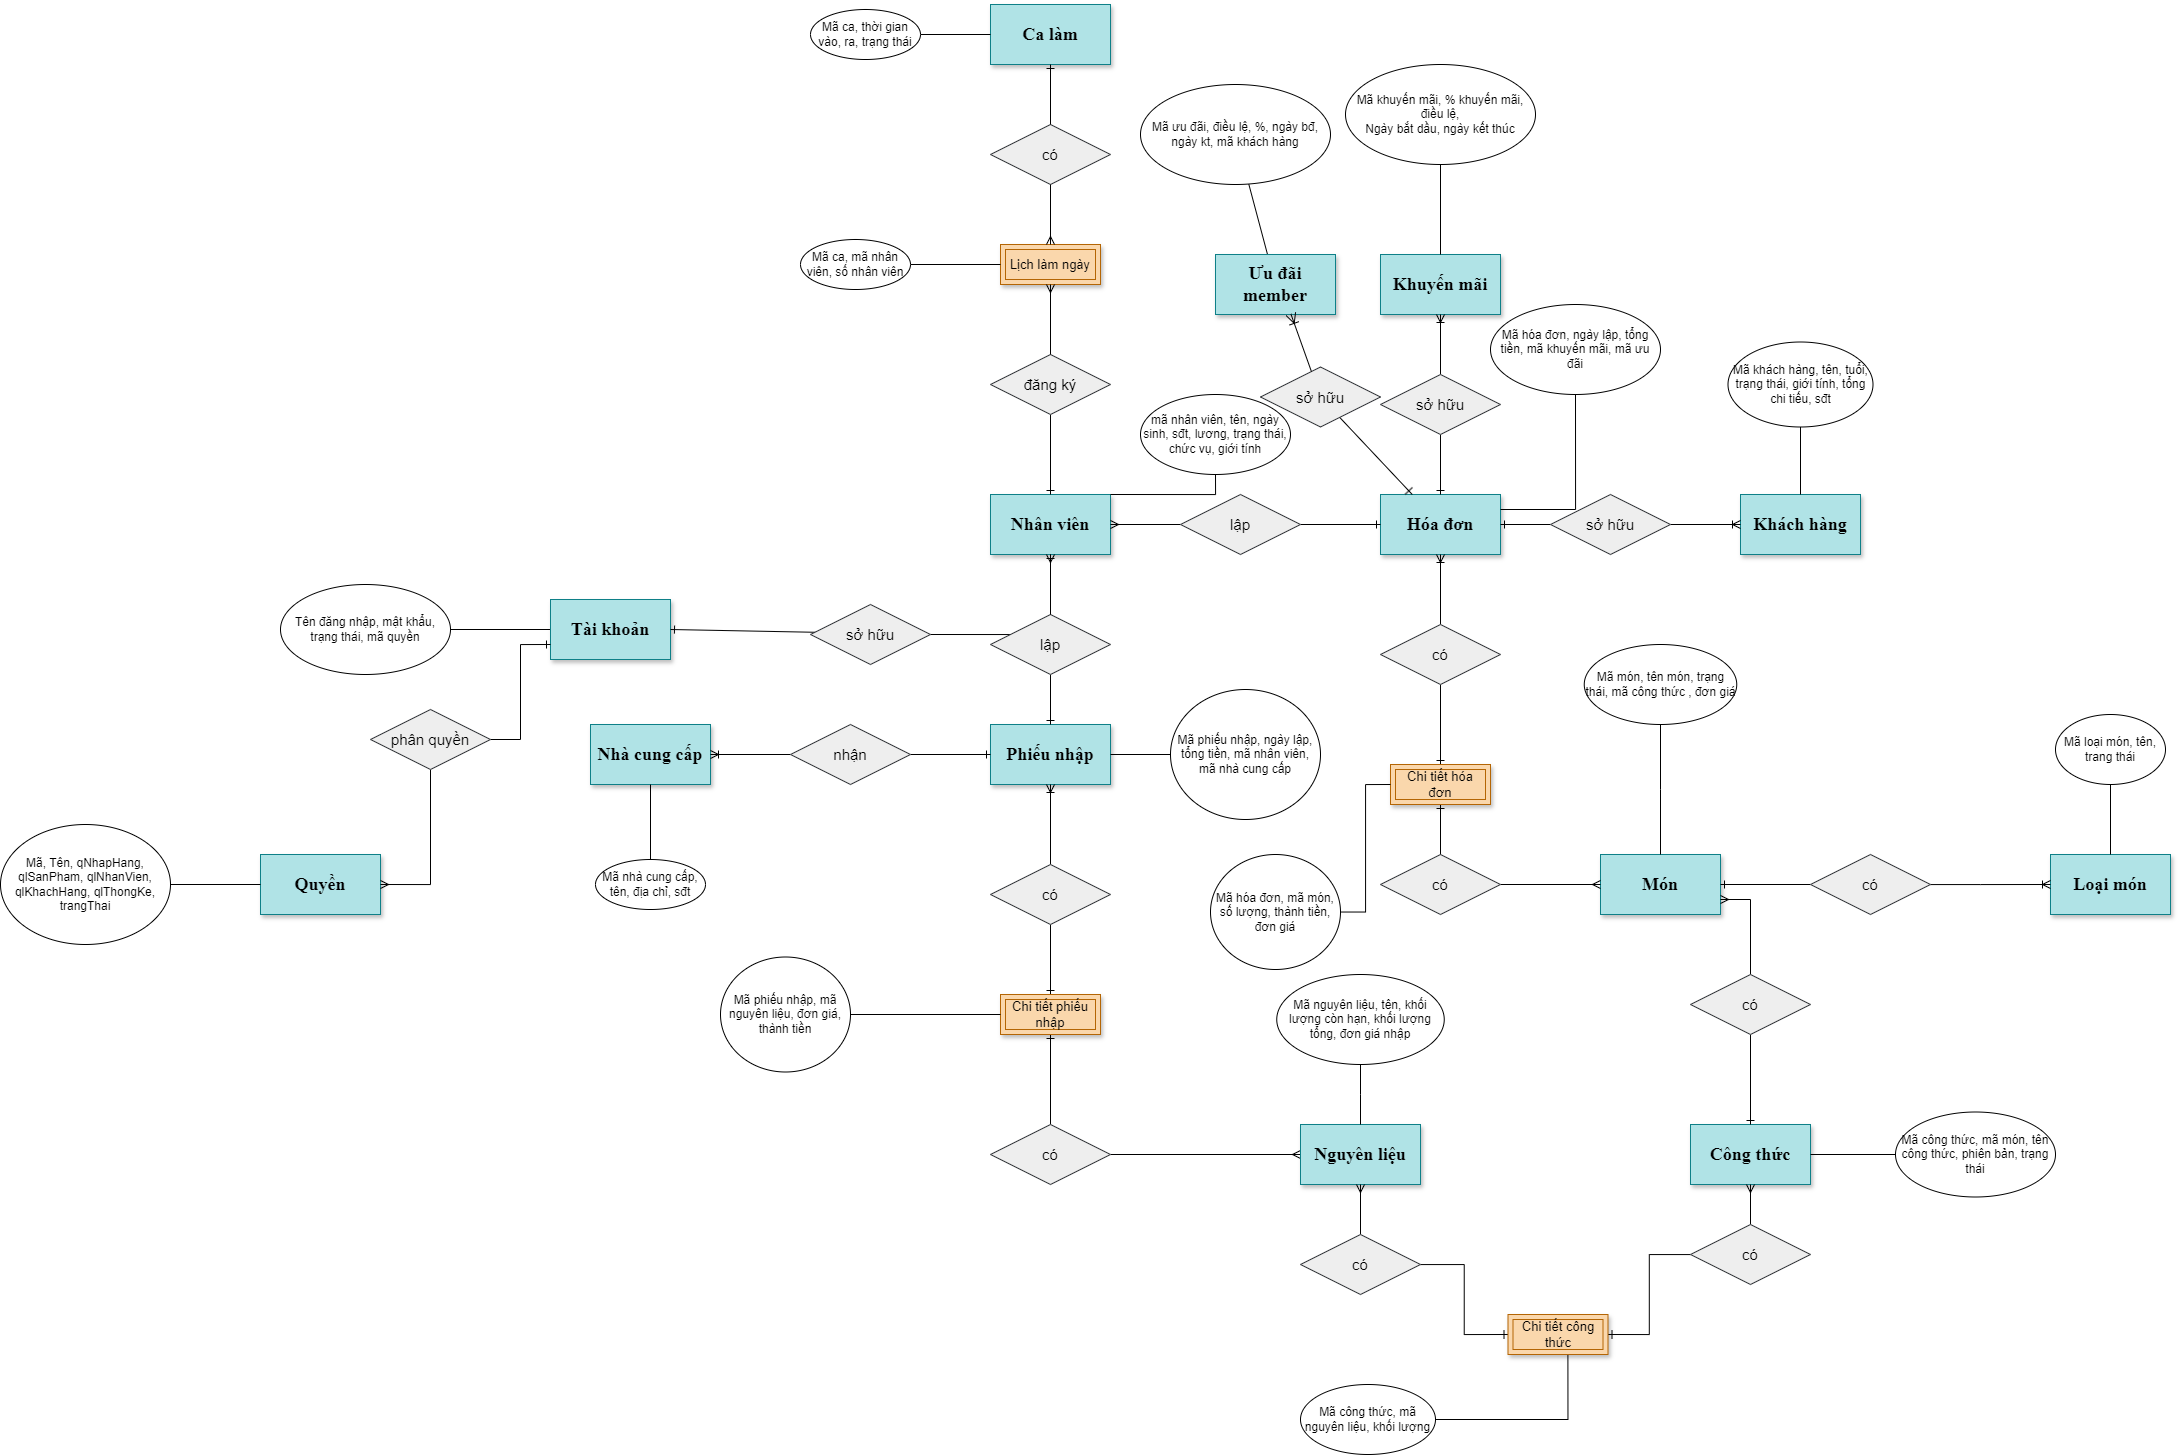 Mã ca, thời gian
vào, ra, trạng thái
Ca làm
có
Mã ca, mã nhân
viên, số nhân viên
Lịch làm ngày
đăng ký
Mã ưu đãi, điều lệ, %, ngày bđ,
ngày kt, mã khách hàng
Mã khuyến mãi, % khuyến mãi,
điều lệ,
Ngày bắt dầu, ngày kết thúc
Ưu đãi
member
Khuyến mãi
sở hữu
sở hữu
Mã hóa đơn, ngày lập, tổng
tiền, mã khuyến mãi, mã ưu
đãi
Mã khách hàng, tên, tuổi,
trạng thái, giới tính, tổng
chi tiếu, sđt
mã nhân viên, tên, ngày
sinh, sđt, lương, trạng thái,
chức vụ, giới tính
Nhân viên
lập
Hóa đơn
sở hữu
Khách hàng
Tên đăng nhập, mật khẩu,
trạng thái, mã quyền
Tài khoản
sở hữu
lập
có
phân quyền
Nhà cung cấp
nhận
Phiếu nhập
Mã phiếu nhập, ngày lập,
tổng tiền, mã nhân viên,
mã nhà cung cấp
Mã món, tên món, trạng
thái, mã công thức , đơn giá
Mã loại món, tên,
trang thái
Chi tiết hóa
đơn
Mã, Tên, qNhapHang,
qlSanPham, qlNhanVien,
qlKhachHang, qlThongKe,
trangThai
Quyền
Mã nhà cung cấp,
tên, địa chỉ, sđt
có
Mã hóa đơn, mã món,
số lượng, thành tiền,
đơn giá
có
Món
có
Loại món
Mã phiếu nhập, mã
nguyên liệu, đơn giá,
thành tiền
Chi tiết phiếu
nhập
Mã nguyên liệu, tên, khối
lượng còn hạn, khối lượng
tổng, đơn giá nhập
có
có
Nguyên liệu
Công thức
Mã công thức, mã món, tên
công thức, phiên bản, trạng
thái
có
có
Chi tiết công
thức
Mã công thức, mã
nguyên liệu, khối lượng